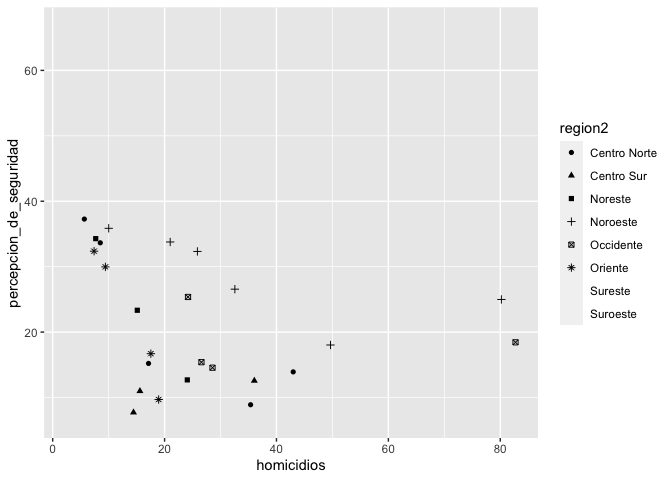 60
40
20
0
20
40
60
80
homicidios
percepcion_de_seguridad
region2
Centro Norte
Centro Sur
Noreste
Noroeste
Occidente
Oriente
Sureste
Suroeste